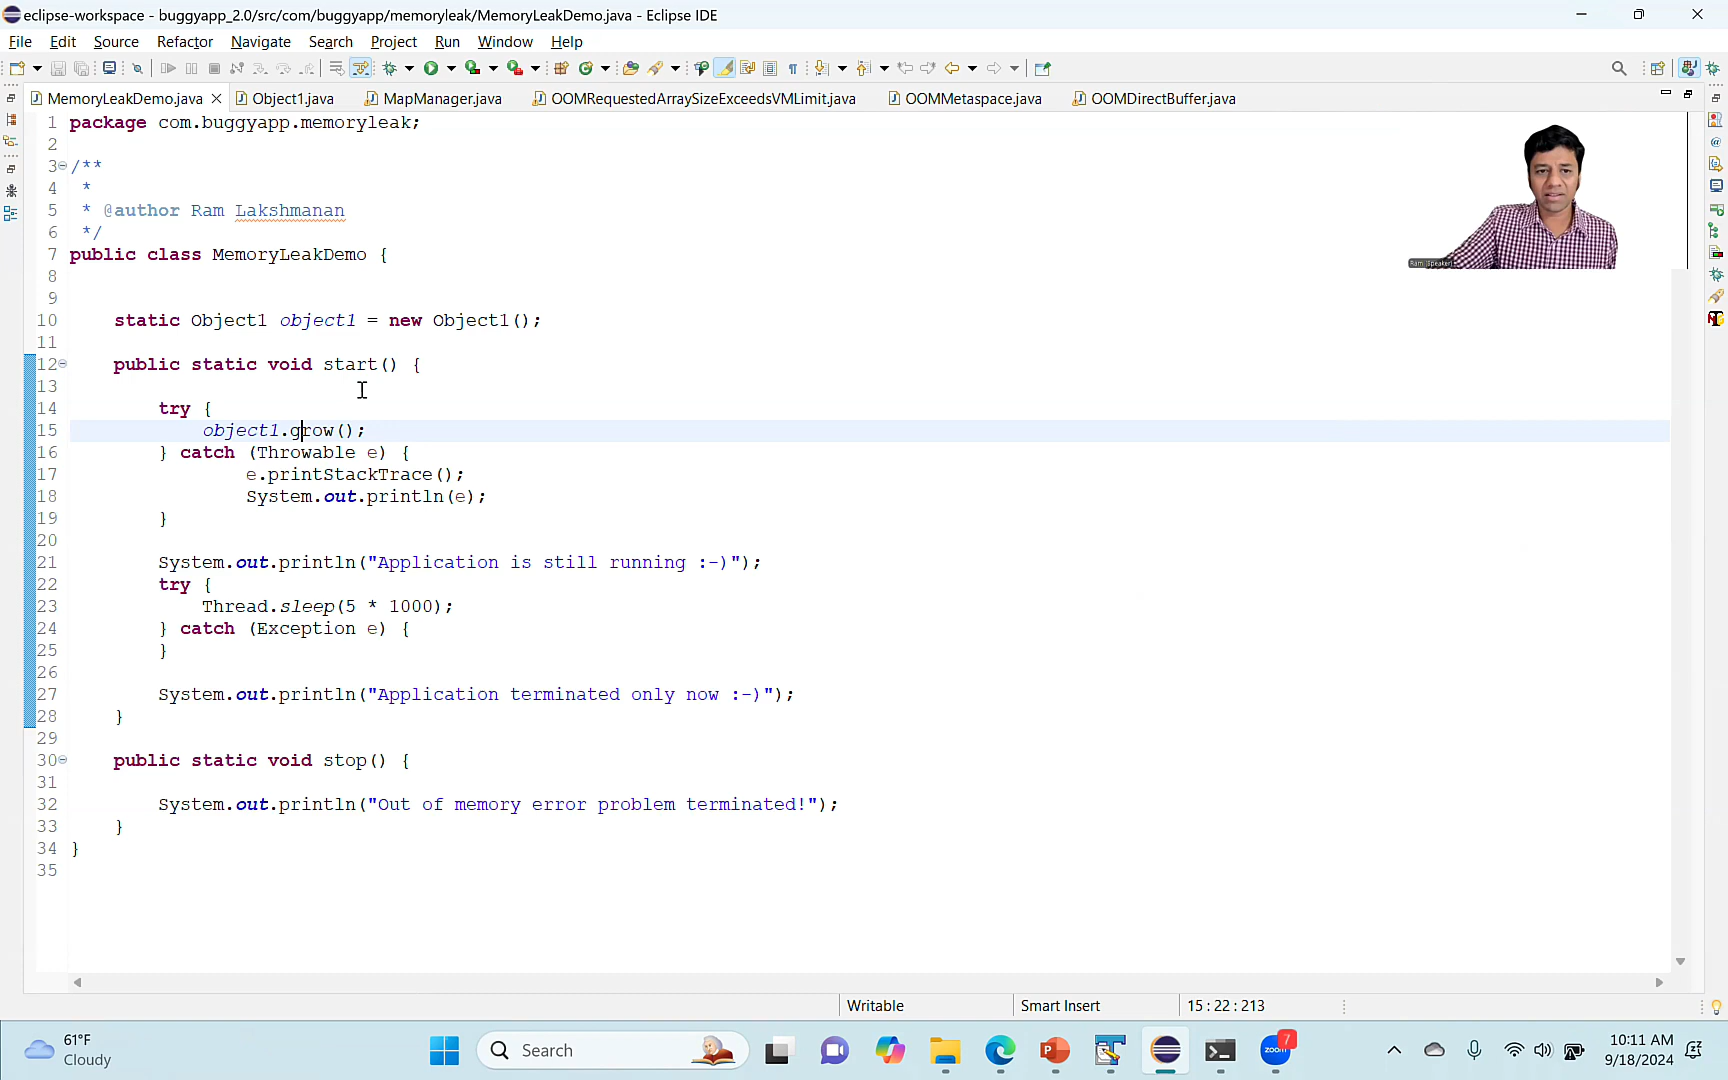 eclipse-workspace - buggyapp_2.0/src/com/buggyapp/memoryleak/MemoryLeakDemo.java - Eclipse IDE
File Edit Source Refactor Navigate Search Project Run Window Help
MemoryLeakDemo.java Object1.java MapManager.java OOMRequestedArraySizeExceedsVMLimit.java OOMMetaspace.java OOMDirectBuffer.java
1 package com.buggyapp.memoryleak;
2
3 /**
4 *
5 * @author Ram Lakshmanan
6 */
7 public class MemoryLeakDemo {
8
9
10 static Object1 object1 = new Object1();
11
12 public static void start() {
13
14 try {
15 object1.grow();
16 } catch (Throwable e) {
17 e.printStackTrace();
18 System.out.println(e);
19 }
20
21 System.out.println("Application is still running :-)");
22 try {
23 Thread.sleep(5 * 1000);
24 } catch (Exception e) {
25 }
26
27 System.out.println("Application terminated only now :-)");
28 }
29
30 public static void stop() {
31
32 System.out.println("Out of memory error problem terminated!");
33 }
34 }
35
Ram (Speaker)
Writable Smart Insert 15 : 22 : 213
61°F
Cloudy
Search
zoom
7
10:11 AM
9/18/2024